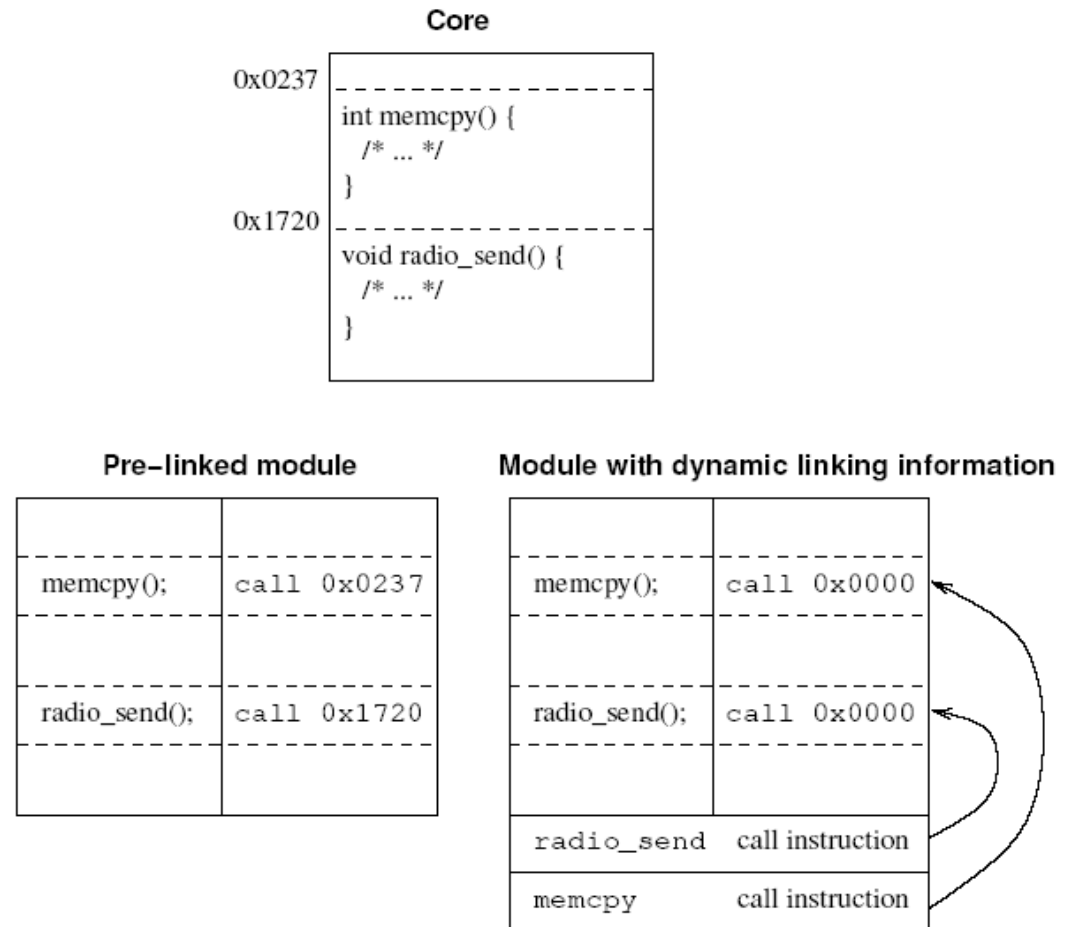 Core
0x0237
int memcpy() {
/* ... */
}
0x1720
void radio_send() {
/* ... */
}
Pre-linked module
memcpy(); call 0x0237
radio_send(); call 0x1720
Module with dynamic linking information
memcpy(); call 0x0000
radio_send(); call 0x0000
radio_send call instruction
memcpy call instruction